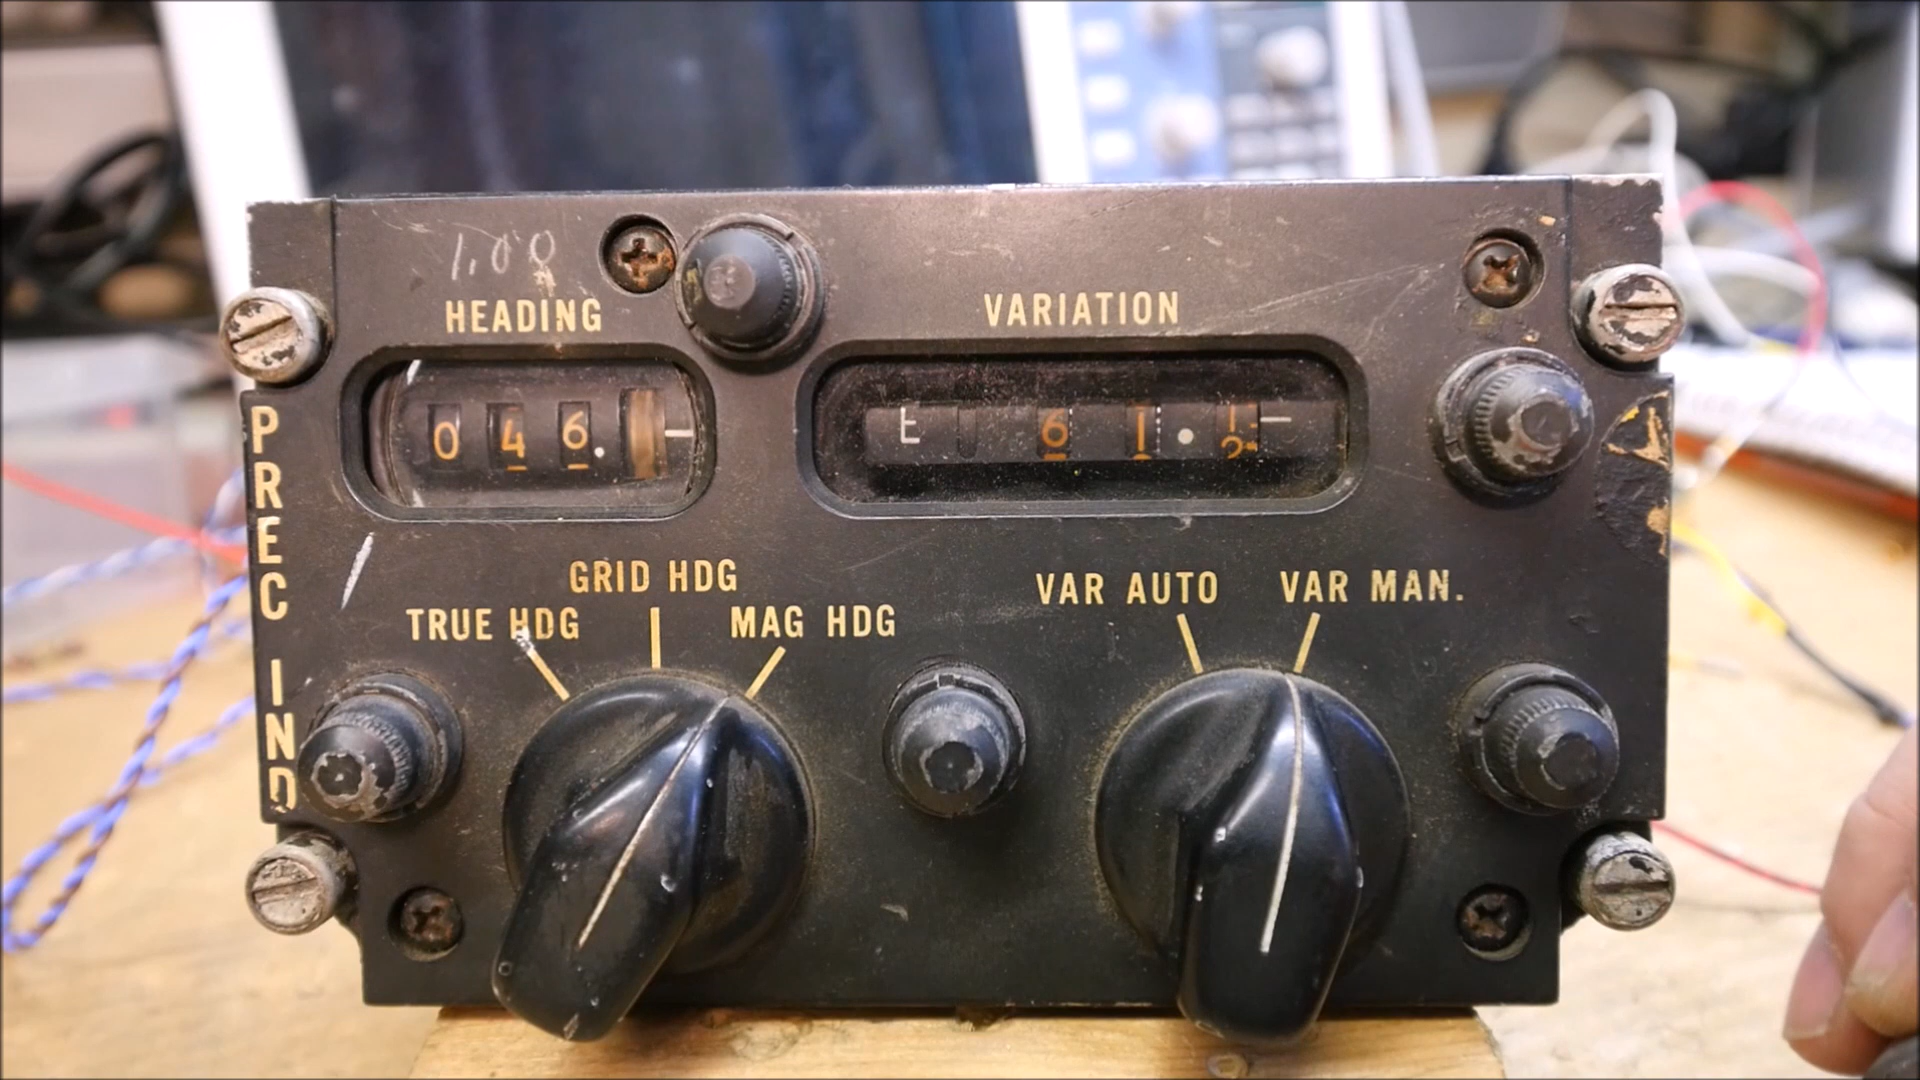 1.00
HEADING
VARIATION
046.
E 61.
PREC IND
GRID HDG
TRUE HDG
MAG HDG
VAR AUTO
VAR MAN.